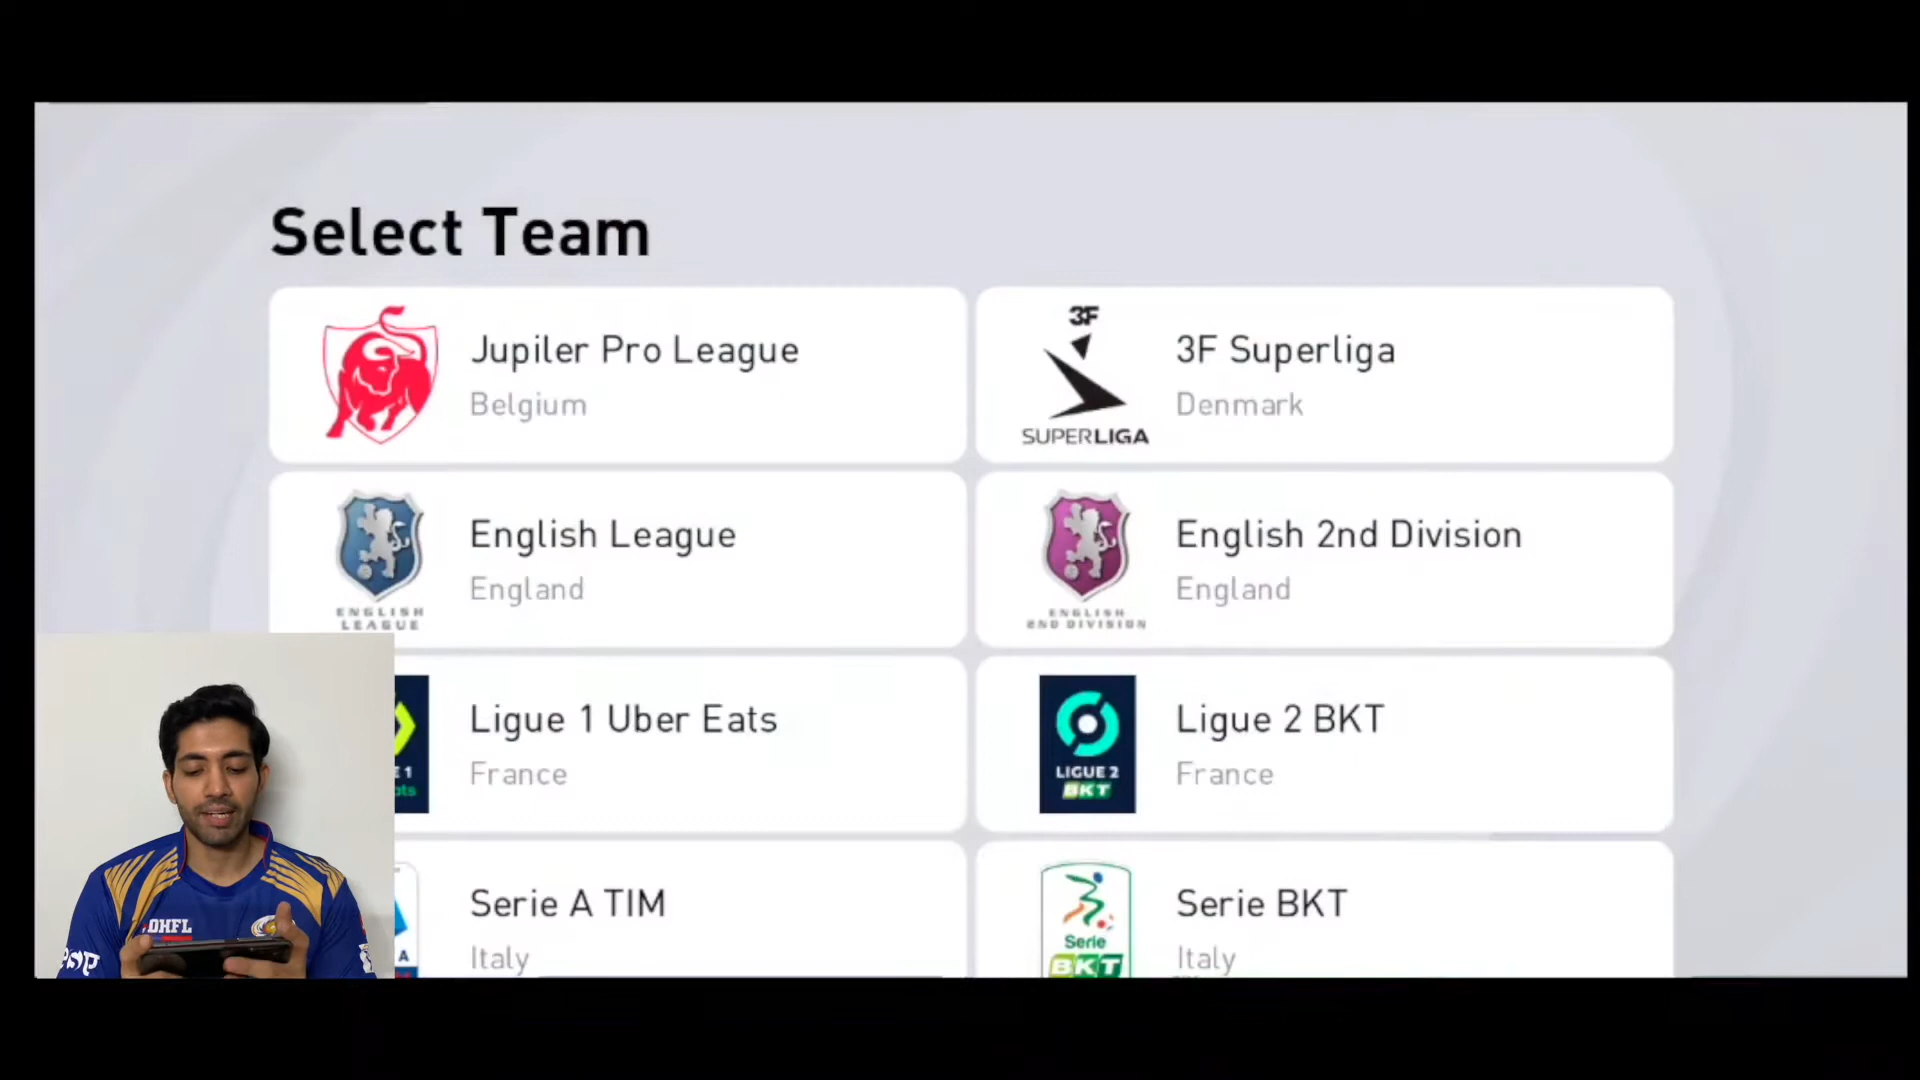 Select Team
Jupiler Pro League
Belgium
3F
SUPERLIGA
3F Superliga
Denmark
ENGLISH
LEAGUE
English League
England
ENGLISH
2ND DIVISION
English 2nd Division
England
Ligue 1 Uber Eats
France
LIGUE 2
BKT
Ligue 2 BKT
France
Serie A TIM
Italy
Serie
BKT
Serie BKT
Italy
DHFL